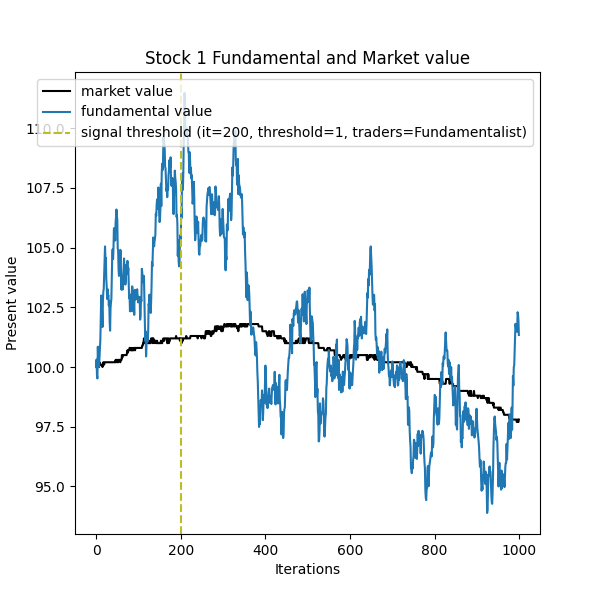 Stock 1 Fundamental and Market value
market value
fundamental value
signal threshold (it=200, threshold=1, traders=Fundamentalist)
Present value
110.0
107.5
105.0
102.5
100.0
97.5
95.0
0 200 400 600 800 1000
Iterations